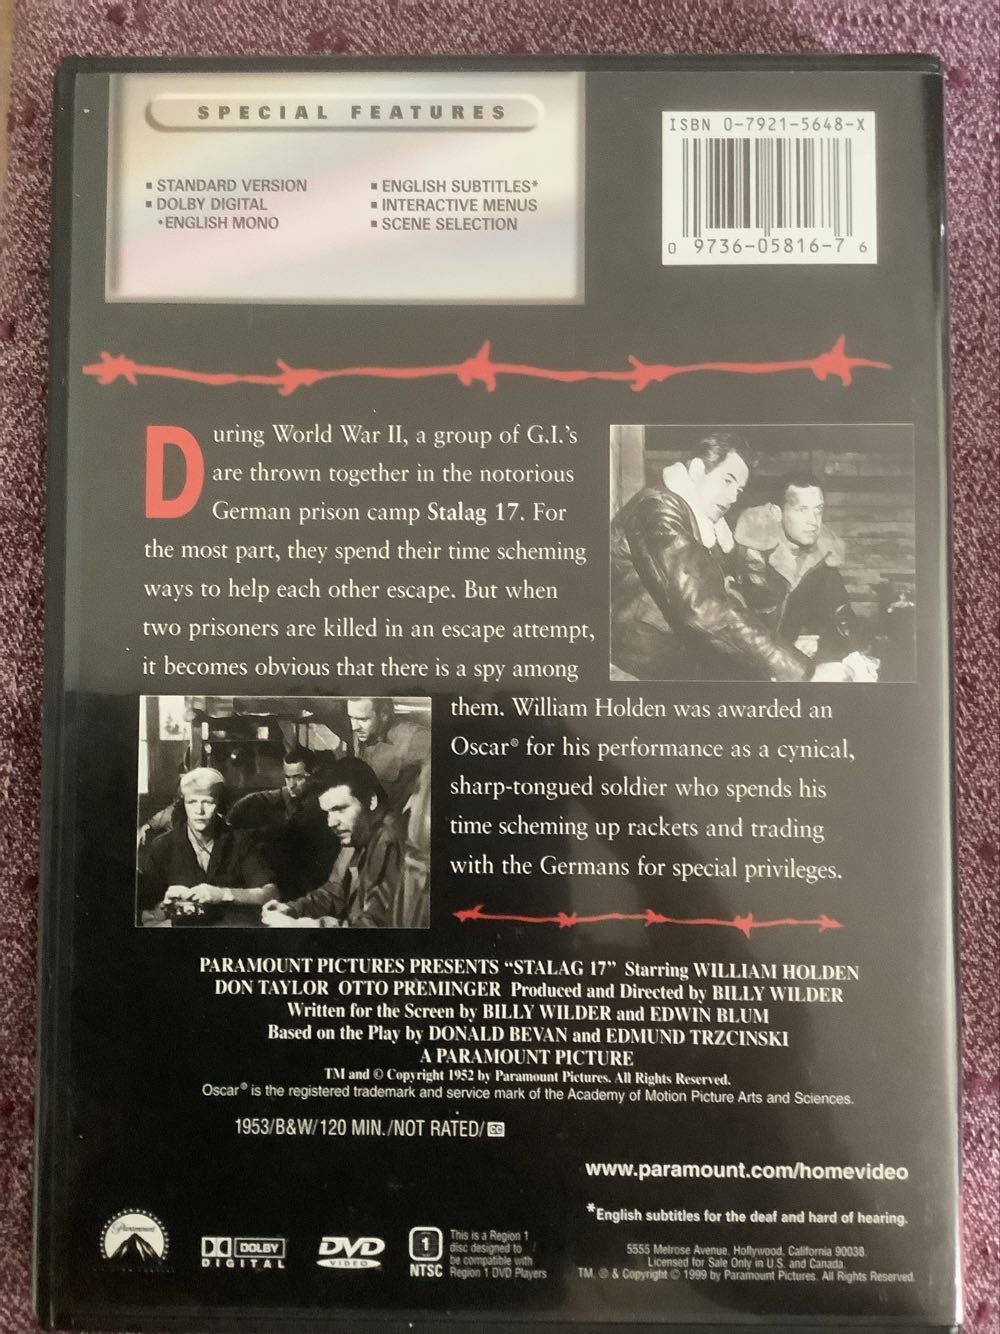 SPECIAL FEATURES
▪ STANDARD VERSION
▪ DOLBY DIGITAL
•ENGLISH MONO
▪ ENGLISH SUBTITLES*
▪ INTERACTIVE MENUS
▪ SCENE SELECTION
ISBN 0-7921-5648-X
0 9736-05816-7 6
During World War II, a group of G.I.'s
are thrown together in the notorious
German prison camp Stalag 17. For
the most part, they spend their time scheming
ways to help each other escape. But when
two prisoners are killed in an escape attempt,
it becomes obvious that there is a spy among
them. William Holden was awarded an
Oscar® for his performance as a cynical,
sharp-tongued soldier who spends his
time scheming up rackets and trading
with the Germans for special privileges.
PARAMOUNT PICTURES PRESENTS “STALAG 17” Starring WILLIAM HOLDEN
DON TAYLOR OTTO PREMINGER Produced and Directed by BILLY WILDER
Written for the Screen by BILLY WILDER and EDWIN BLUM
Based on the Play by DONALD BEVAN and EDMUND TRZCINSKI
A PARAMOUNT PICTURE
TM and © Copyright 1952 by Paramount Pictures. All Rights Reserved.
Oscar® is the registered trademark and service mark of the Academy of Motion Picture Arts and Sciences.
1953/B&W/120 MIN./NOT RATED/CC
www.paramount.com/homevideo
*English subtitles for the deaf and hard of hearing.
Paramount
DOLBY
DIGITAL
DVD
VIDEO
1
NTSC
This is a Region 1
disc designed to
be compatible with
Region 1 DVD Players
5555 Melrose Avenue, Hollywood, California 90038.
Licensed for Sale Only in U.S. and Canada.
TM, ® & Copyright © 1999 by Paramount Pictures. All Rights Reserved.